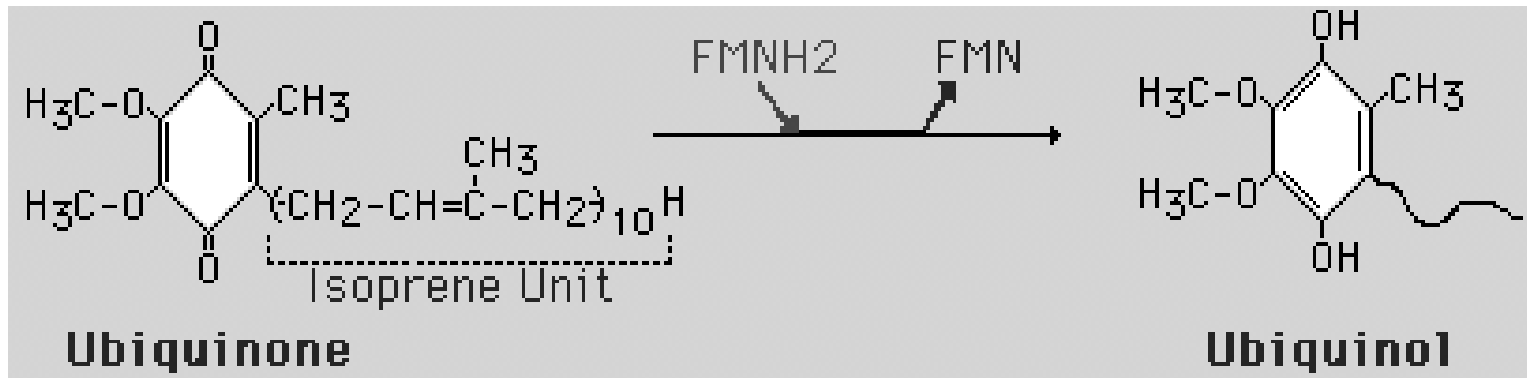 O
H3C-O
CH3
H3C-O
CH3
(CH2-CH=C-CH2)10H
O
Isoprene Unit
Ubiquinone
FMNH2
FMN
OH
H3C-O
CH3
H3C-O
OH
Ubiquinol